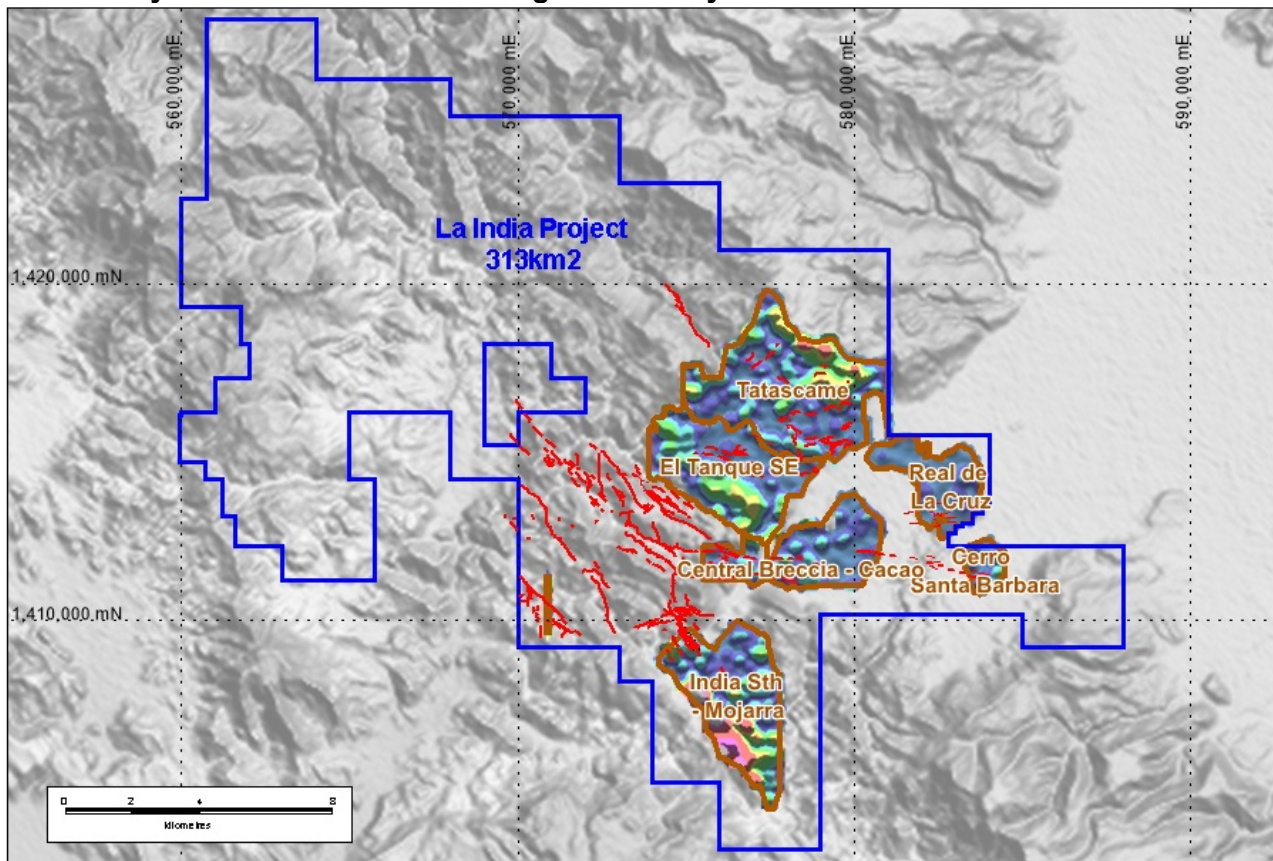 560,000 mE
570,000 mE
580,000 mE
590,000 mE
La India Project
313km2
1,420,000 mN
Tatascame
El Tanque SE
Real de
La Cruz
Central Breccia - Cacao
Cerro
Santa Barbara
1,410,000 mN
India Sth
- Mojarra
0 2 4 8
kilometres